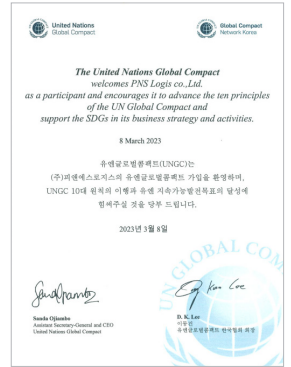 United Nations
Global Compact
Global Compact
Network Korea
The United Nations Global Compact
welcomes PNS Logis co.,Ltd.
as a participant and encourages it to advance the ten principles
of the UN Global Compact and
support the SDGs in its business strategy and activities.
8 March 2023
유엔글로벌콤팩트(UNGC)는
(주)피앤에스로지스의 유엔글로벌콤팩트 가입을 환영하며,
UNGC 10대 원칙의 이행과 유엔 지속가능발전목표의 달성에
힘써주실 것을 당부 드립니다.
2023년 3월 8일
UN GLOBAL COM
Sanda Ojiambo
Assistant Secretary-General and CEO
United Nations Global Compact
D. K. Lee
이동건
유엔글로벌콤팩트 한국협회 회장